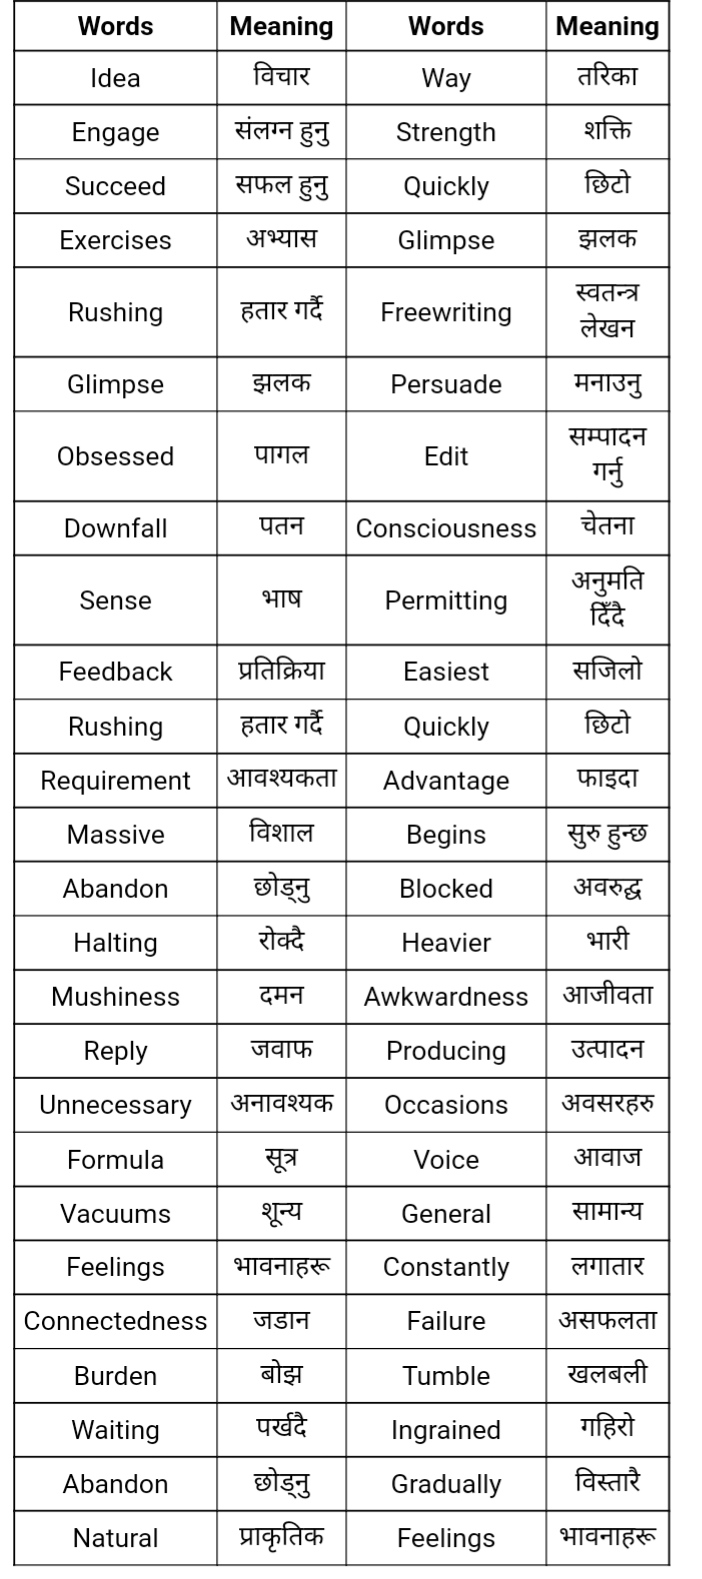 Words Meaning Words Meaning
Idea विचार Way तरिका
Engage संलग्न हुनु Strength शक्ति
Succeed सफल हुनु Quickly छिटो
Exercises अभ्यास Glimpse झलक
Rushing हतार गर्दै Freewriting स्वतन्त्र
लेखन
Glimpse झलक Persuade मनाउनु
Obsessed पागल Edit सम्पादन
गर्नु
Downfall पतन Consciousness चेतना
Sense भाष Permitting अनुमति
दिँदै
Feedback प्रतिक्रिया Easiest सजिलो
Rushing हतार गर्दै Quickly छिटो
Requirement आवश्यकता Advantage फाइदा
Massive विशाल Begins सुरु हुन्छ
Abandon छोड्नु Blocked अवरुद्ध
Halting रोक्दै Heavier भारी
Mushiness दमन Awkwardness आजीवता
Reply जवाफ Producing उत्पादन
Unnecessary अनावश्यक Occasions अवसरहरु
Formula सूत्र Voice आवाज
Vacuums शून्य General सामान्य
Feelings भावनाहरू Constantly लगातार
Connectedness जडान Failure असफलता
Burden बोझ Tumble खलबली
Waiting पर्खदै Ingrained गहिरो
Abandon छोड्नु Gradually विस्तारै
Natural प्राकृतिक Feelings भावनाहरू